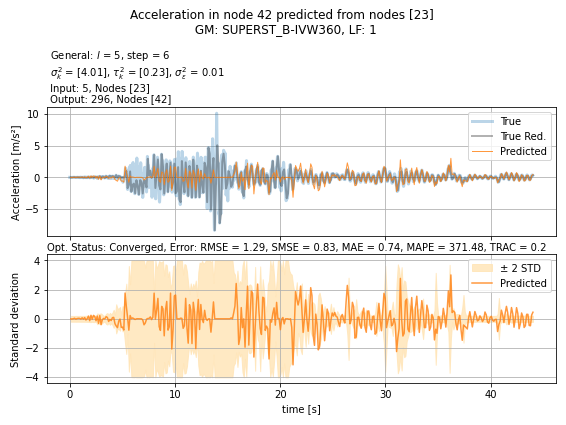 Acceleration in node 42 predicted from nodes [23]
GM: SUPERST_B-IVW360, LF: 1
General: l = 5, step = 6
σ²ₖ = [4.01], τ²ₖ = [0.23], σ²ε = 0.01
Input: 5, Nodes [23]
Output: 296, Nodes [42]
Acceleration [m/s²]
10
5
0
−5
True
True Red.
Predicted
Opt. Status: Converged, Error: RMSE = 1.29, SMSE = 0.83, MAE = 0.74, MAPE = 371.48, TRAC = 0.2
Standard deviation
4
2
0
−2
−4
± 2 STD
Predicted
0 10 20 30 40
time [s]